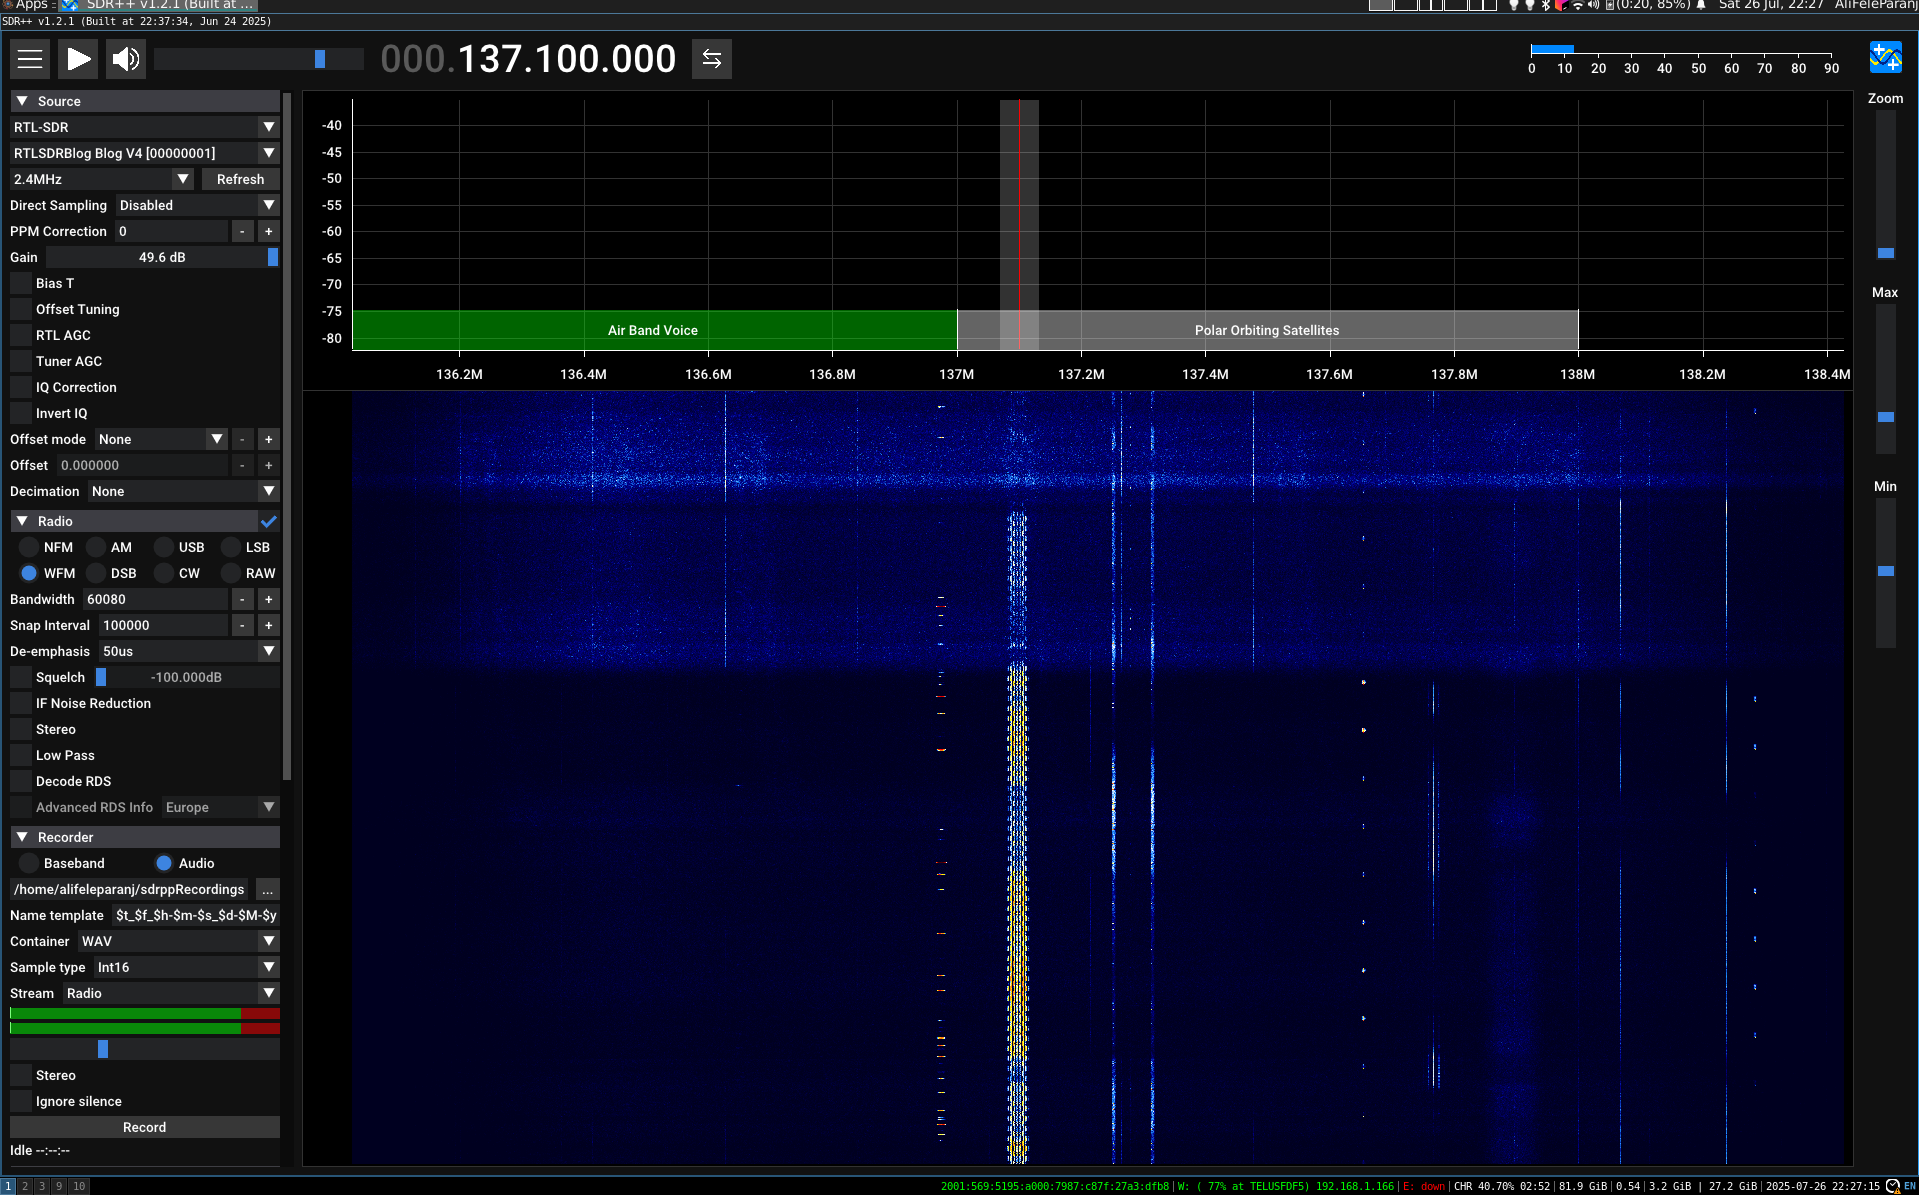 Apps SDR++ v1.2.1 (Built at ... (0:20, 85%) Sat 26 Jul, 22:27 AliFeleParanj
SDR++ v1.2.1 (Built at 22:37:34, Jun 24 2025)
000.137.100.000
0 10 20 30 40 50 60 70 80 90
Source
RTL-SDR
RTLSDRBlog Blog V4 [00000001]
2.4MHz Refresh
Direct Sampling Disabled
PPM Correction 0 - +
Gain 49.6 dB
Bias T
Offset Tuning
RTL AGC
Tuner AGC
IQ Correction
Invert IQ
Offset mode None - +
Offset 0.000000 - +
Decimation None
Radio
NFM AM USB LSB
WFM DSB CW RAW
Bandwidth 60080 - +
Snap Interval 100000 - +
De-emphasis 50us
Squelch -100.000dB
IF Noise Reduction
Stereo
Low Pass
Decode RDS
Advanced RDS Info Europe
Recorder
Baseband Audio
/home/alifeleparanj/sdrppRecordings ...
Name template $t_$f_$h-$m-$s_$d-$M-$y
Container WAV
Sample type Int16
Stream Radio
Stereo
Ignore silence
Record
Idle --:--:--
-40
-45
-50
-55
-60
-65
-70
-75
-80
Air Band Voice Polar Orbiting Satellites
136.2M 136.4M 136.6M 136.8M 137M 137.2M 137.4M 137.6M 137.8M 138M 138.2M 138.4M
Zoom
Max
Min
1 2 3 9 10 2001:569:5195:a000:7987:c87f:27a3:dfb8 | W: ( 77% at TELUSFDF5) 192.168.1.166 | E: down | CHR 40.70% 02:52 | 81.9 GiB | 0.54 | 3.2 GiB | 27.2 GiB | 2025-07-26 22:27:15 EN